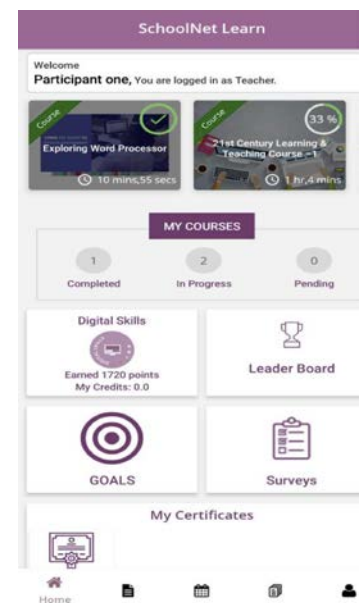 SchoolNet Learn
Welcome
Participant one, You are logged in as Teacher.
Course
Exploring Word Processor
10 mins,55 secs
Course
33 %
21st Century Learning &
Teaching Course -1
1 hr,4 mins
MY COURSES
1
2
0
Completed
In Progress
Pending
Digital Skills
Earned 1720 points
My Credits: 0.0
Leader Board
GOALS
Surveys
My Certificates
Home